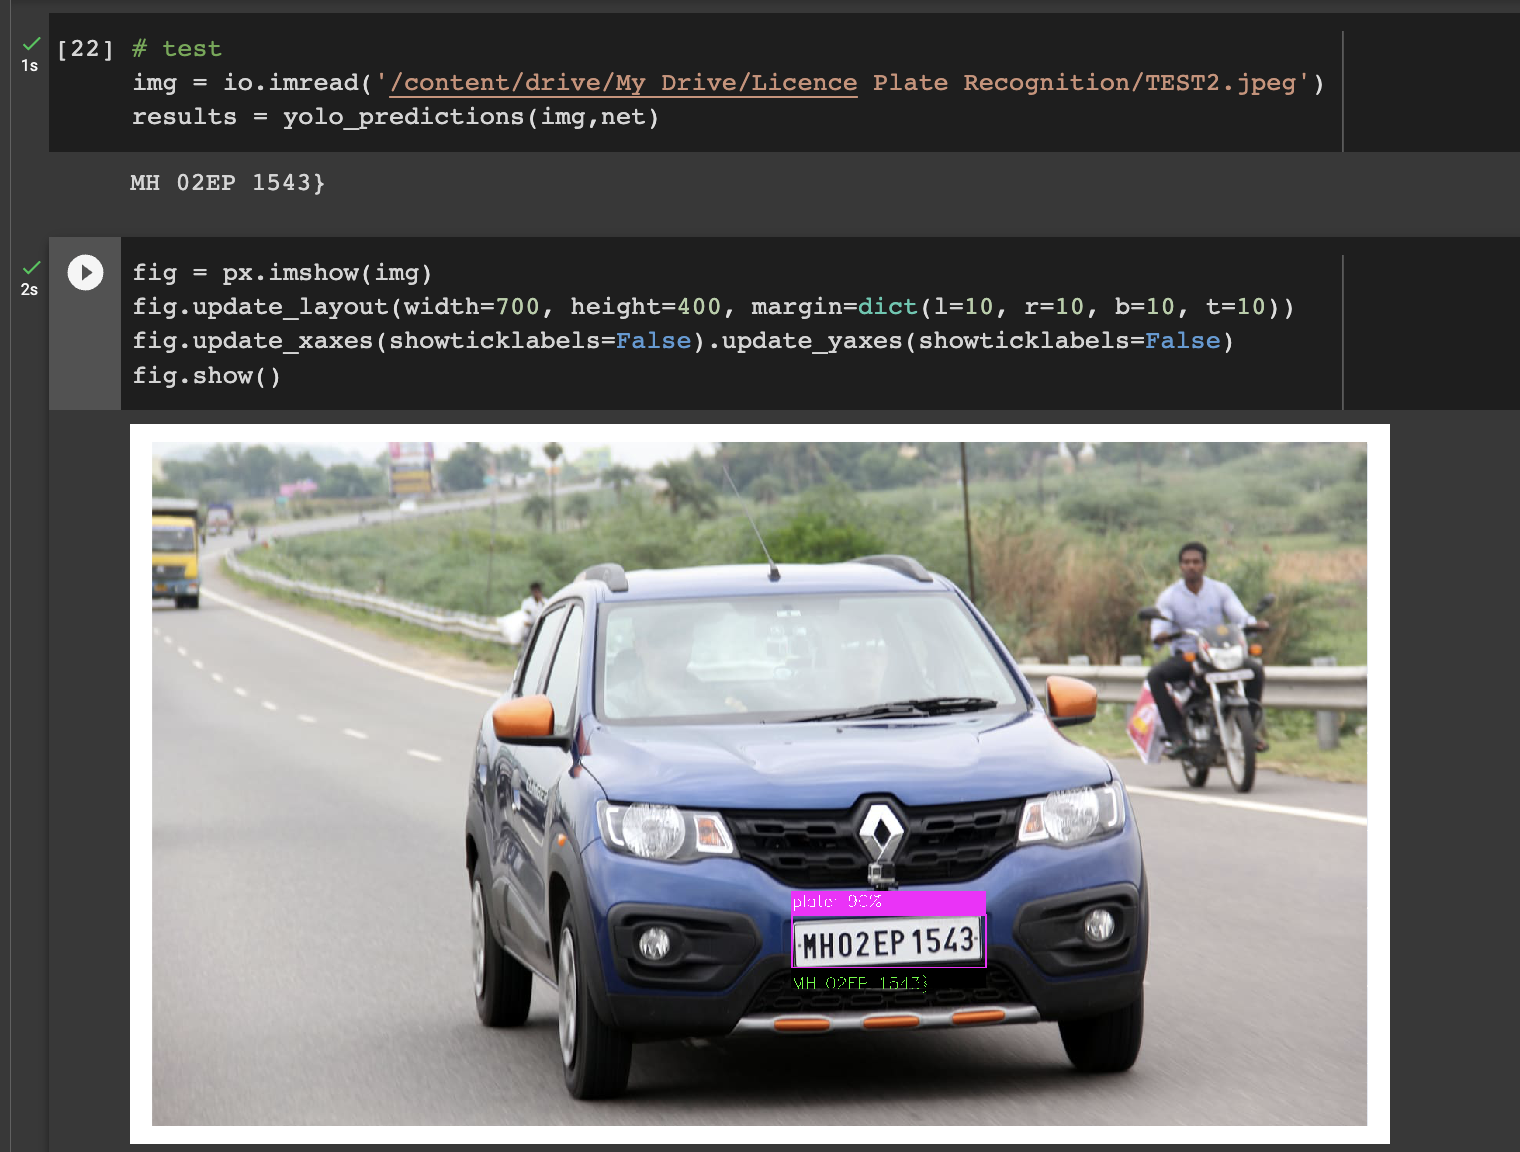 [22] # test
1s
img = io.imread('/content/drive/My Drive/Licence Plate Recognition/TEST2.jpeg')
results = yolo_predictions(img,net)
MH 02EP 1543}
2s
fig = px.imshow(img)
fig.update_layout(width=700, height=400, margin=dict(l=10, r=10, b=10, t=10))
fig.update_xaxes(showticklabels=False).update_yaxes(showticklabels=False)
fig.show()
plate: 96%
MH02EP1543
MH 02EP 1543}